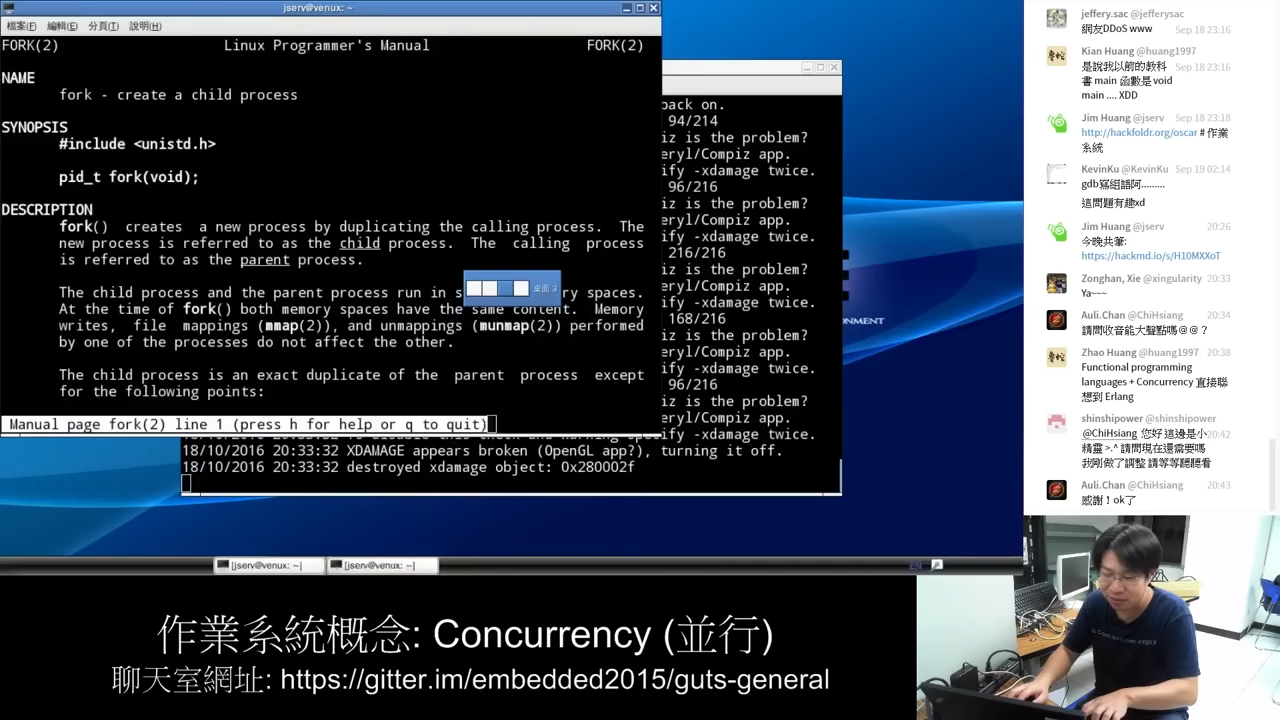 jserv@venux: ~
檔案(F) 編輯(E) 分頁(T) 說明(H)
FORK(2) Linux Programmer's Manual FORK(2)
NAME
fork - create a child process
SYNOPSIS
#include <unistd.h>
pid_t fork(void);
DESCRIPTION
fork() creates a new process by duplicating the calling process. The
new process is referred to as the child process. The calling process
is referred to as the parent process.
The child process and the parent process run in s ry spaces.
At the time of fork() both memory spaces have the same content. Memory
writes, file mappings (mmap(2)), and unmappings (munmap(2)) performed
by one of the processes do not affect the other.
The child process is an exact duplicate of the parent process except
for the following points:
Manual page fork(2) line 1 (press h for help or q to quit)
桌面 3
back on.
94/214
iz is the problem?
eryl/Compiz app.
ify -xdamage twice.
96/216
iz is the problem?
eryl/Compiz app.
ify -xdamage twice.
216/216
iz is the problem?
eryl/Compiz app.
ify -xdamage twice.
168/216
iz is the problem?
eryl/Compiz app.
ify -xdamage twice.
96/216
iz is the problem?
eryl/Compiz app.
ify -xdamage twice.
18/10/2016 20:33:32 XDAMAGE appears broken (OpenGL app?), turning it off.
18/10/2016 20:33:32 destroyed xdamage object: 0x280002f
NMENT
[jserv@venux: ~] [jserv@venux: ~]
EN
作業系統概念: Concurrency (並行)
聊天室網址: https://gitter.im/embedded2015/guts-general
jeffery.sac @jefferysac
網友DDoS www Sep 18 23:16
Kian Huang @huang1997
是說我以前的教科 Sep 18 23:16
書 main 函數是 void
main .... XDD
Jim Huang @jserv Sep 18 23:18
http://hackfoldr.org/oscar # 作業
系統
KevinKu @KevinKu Sep 19 02:14
gdb寫組語阿.........
這問題有趣xd
Jim Huang @jserv 20:26
今晚共筆:
https://hackmd.io/s/H10MXXoT
Zonghan, Xie @xingularity 20:33
Ya~~~
Auli.Chan @ChiHsiang 20:34
請問收音能大聲點嗎＠＠？
Zhao Huang @huang1997 20:38
Functional programming
languages + Concurrency 直接聯
想到 Erlang
shinshipower @shinshipower
@ChiHsiang 您好 這邊是小 20:42
精靈 >.^ 請問現在還需要嗎
我剛做了調整 請等等聽聽看
Auli.Chan @ChiHsiang 20:43
感謝！ok了